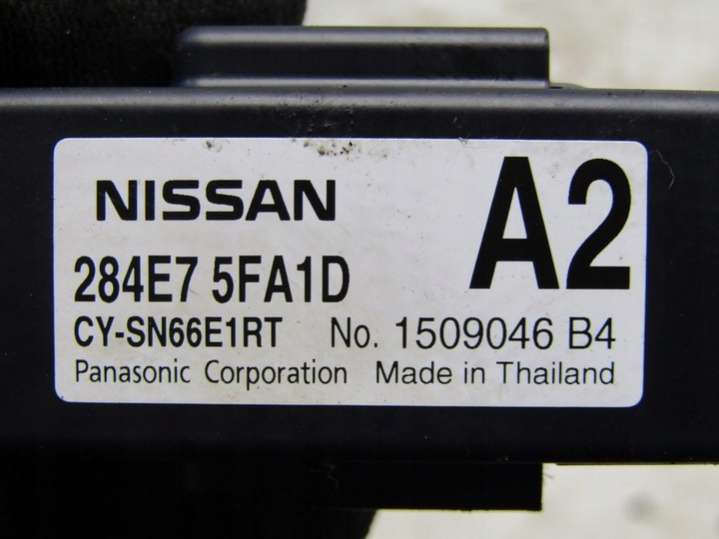 NISSAN A2
284E7 5FA1D
CY-SN66E1RT No. 1509046 B4
Panasonic Corporation Made in Thailand